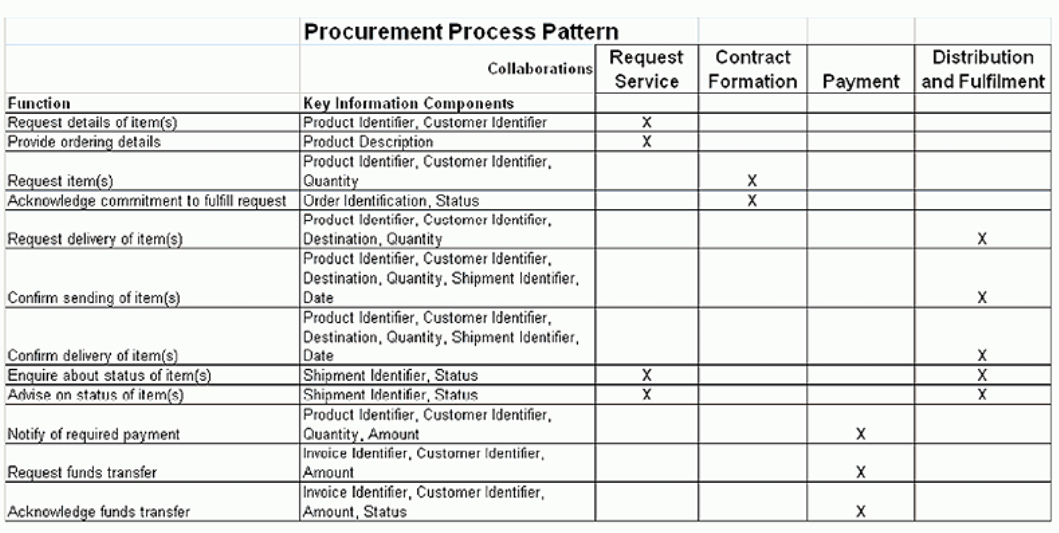 Procurement Process Pattern
Collaborations Request Service Contract Formation Payment Distribution and Fulfilment
Function Key Information Components
Request details of item(s) Product Identifier, Customer Identifier X
Provide ordering details Product Description X
Request item(s) Product Identifier, Customer Identifier,
Quantity X
Acknowledge commitment to fulfill request Order Identification, Status X
Request delivery of item(s) Product Identifier, Customer Identifier,
Destination, Quantity X
Confirm sending of item(s) Product Identifier, Customer Identifier,
Destination, Quantity, Shipment Identifier,
Date X
Confirm delivery of item(s) Product Identifier, Customer Identifier,
Destination, Quantity, Shipment Identifier,
Date X
Enquire about status of item(s) Shipment Identifier, Status X X
Advise on status of item(s) Shipment Identifier, Status X X
Notify of required payment Product Identifier, Customer Identifier,
Quantity, Amount X
Request funds transfer Invoice Identifier, Customer Identifier,
Amount X
Acknowledge funds transfer Invoice Identifier, Customer Identifier,
Amount, Status X